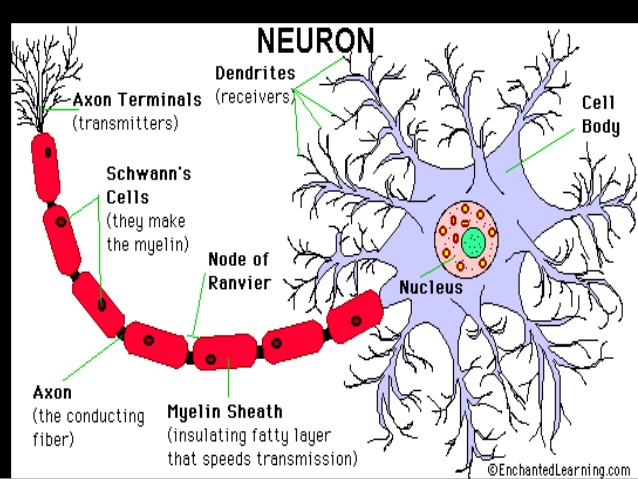 NEURON
Dendrites
(receivers)
Axon Terminals
(transmitters)
Cell
Body
Schwann's
Cells
(they make
the myelin)
Node of
Ranvier
Nucleus
Axon
(the conducting
fiber)
Myelin Sheath
(insulating fatty layer
that speeds transmission)
©EnchantedLearning.com